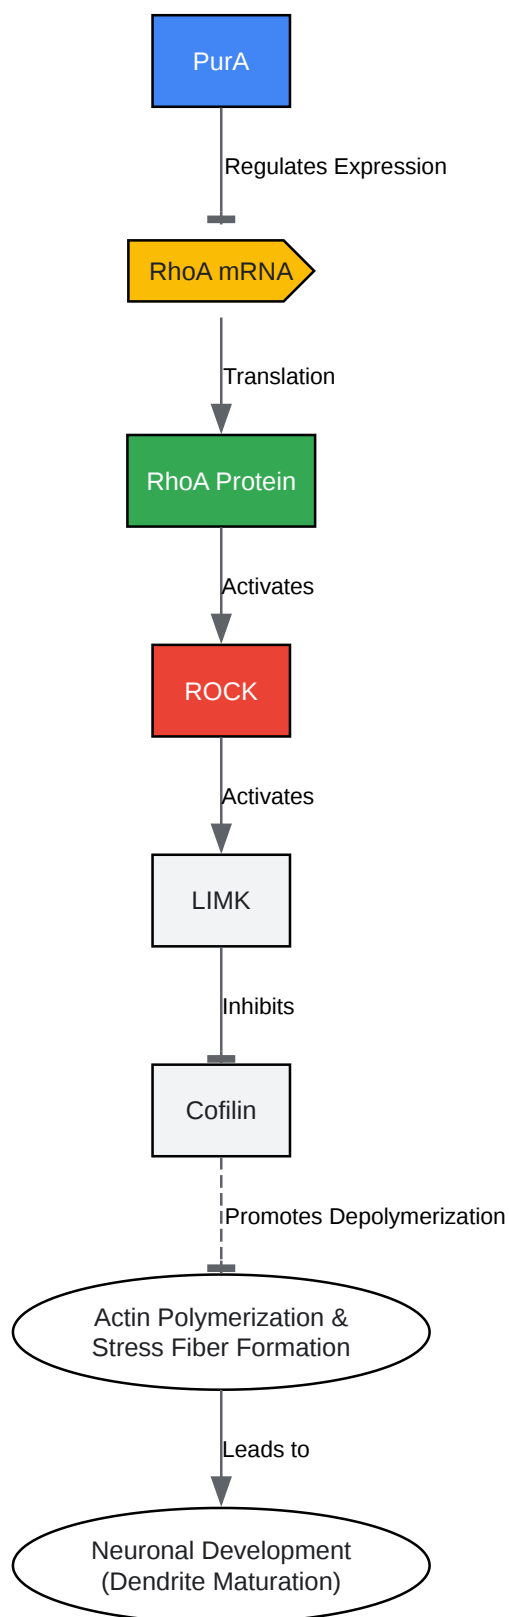 PurA
Regulates Expression
RhoA mRNA
Translation
RhoA Protein
Activates
ROCK
Activates
LIMK
Inhibits
Cofilin
Promotes Depolymerization
Actin Polymerization &
Stress Fiber Formation
Leads to
Neuronal Development
(Dendrite Maturation)